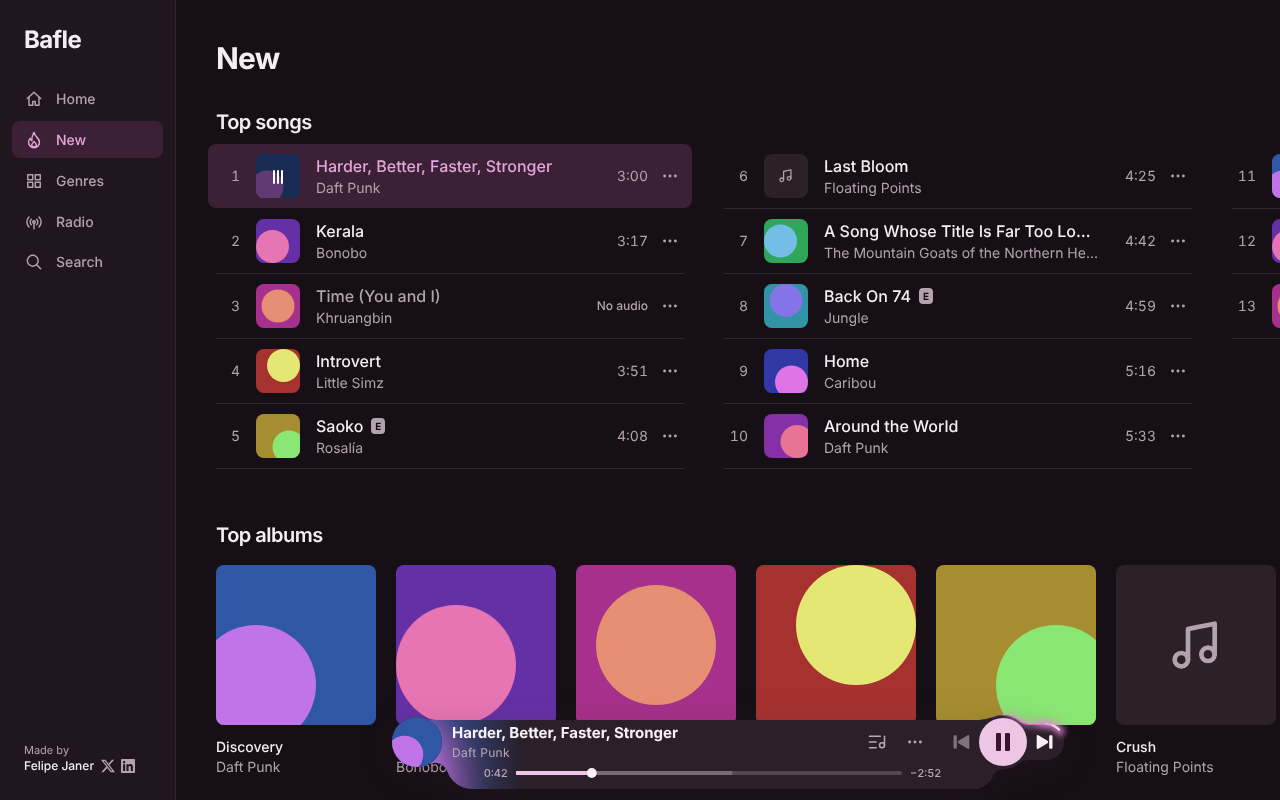 Bafle
Home
New
Genres
Radio
Search
Made by
Felipe Janer
New
Top songs
1
Harder, Better, Faster, Stronger
Daft Punk
3:00
2
Kerala
Bonobo
3:17
3
Time (You and I)
Khruangbin
No audio
4
Introvert
Little Simz
3:51
5
Saoko E
Rosalía
4:08
6
Last Bloom
Floating Points
4:25
7
A Song Whose Title Is Far Too Lo...
The Mountain Goats of the Northern He...
4:42
8
Back On 74 E
Jungle
4:59
9
Home
Caribou
5:16
10
Around the World
Daft Punk
5:33
11
12
13
Top albums
Discovery
Daft Punk
Bonobo
Crush
Floating Points
Harder, Better, Faster, Stronger
Daft Punk
0:42
−2:52